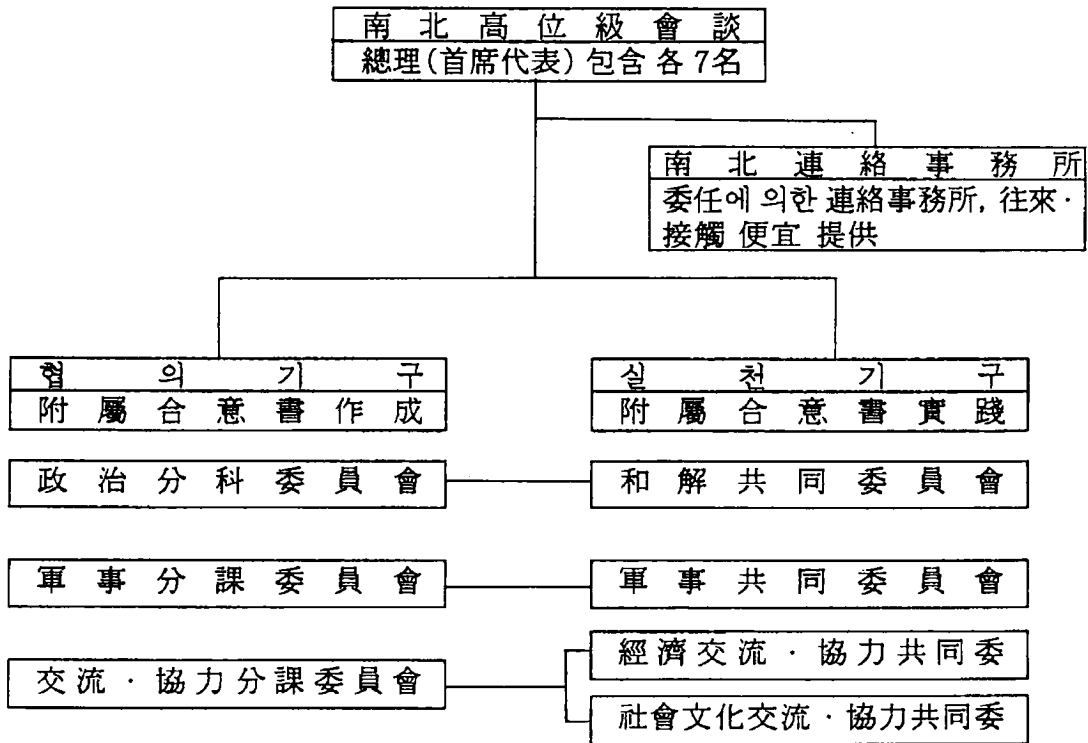 南北高位級會談
總理(首席代表) 包含 各 7名
南北連絡事務所
委任에 의한 連絡事務所, 往來·
接觸 便宜 提供
협의기구
附屬合意書作成
실천기구
附屬合意書實踐
政治分科委員會
和解共同委員會
軍事分課委員會
軍事共同委員會
交流·協力分課委員會
經濟交流·協力共同委
社會文化交流·協力共同委